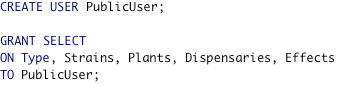 CREATE USER PublicUser;
GRANT SELECT
ON Type, Strains, Plants, Dispensaries, Effects
TO PublicUser;